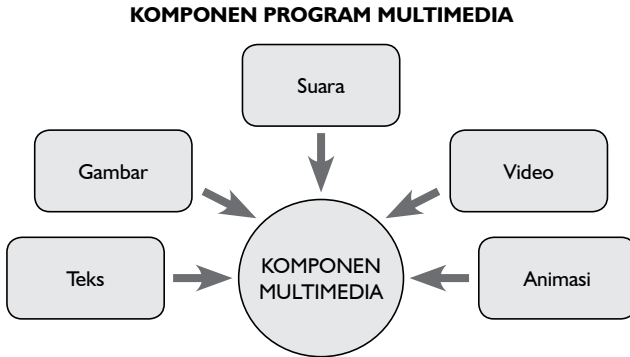 KOMPONEN PROGRAM MULTIMEDIA
Suara
Gambar
Video
Teks
KOMPONEN
MULTIMEDIA
Animasi